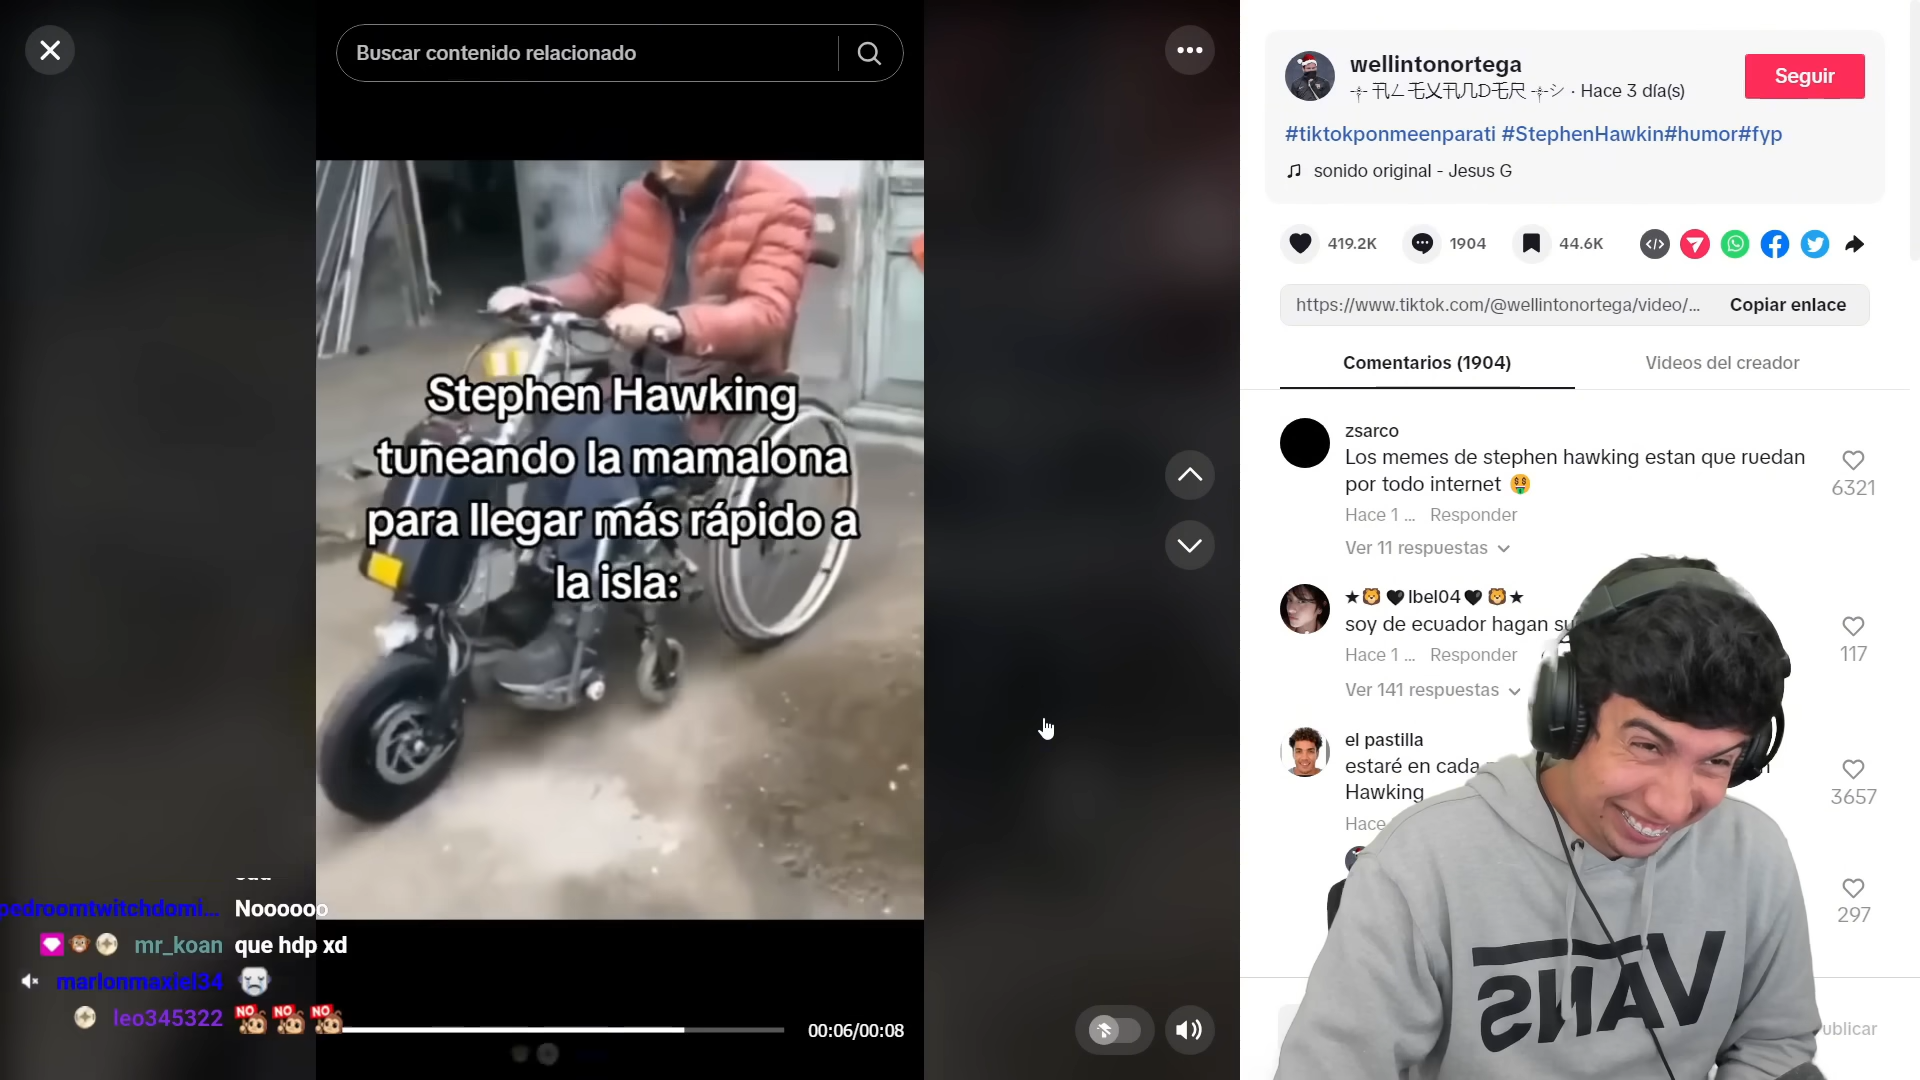 Buscar contenido relacionado
Stephen Hawking
tuneando la mamalona
para llegar más rápido a
la isla:
Noooooo
mr_koan que hdp xd
marlonmaxiel34
leo345322 NO NO NO
00:06/00:08
wellintonortega
· Hace 3 día(s)
Seguir
#tiktokponmeenparati #StephenHawkin#humor#fyp
sonido original - Jesus G
419.2K 1904 44.6K
https://www.tiktok.com/@wellintonortega/video/... Copiar enlace
Comentarios (1904) Videos del creador
zsarco
Los memes de stephen hawking estan que ruedan
por todo internet 🤑
6321
Hace 1 ... Responder
Ver 11 respuestas
★🦁🖤lbel04🖤🦁★
soy de ecuador hagan
117
Hace 1 ... Responder
Ver 141 respuestas
el pastilla
estaré en cada
Hawking
3657
Hace
297
VANS